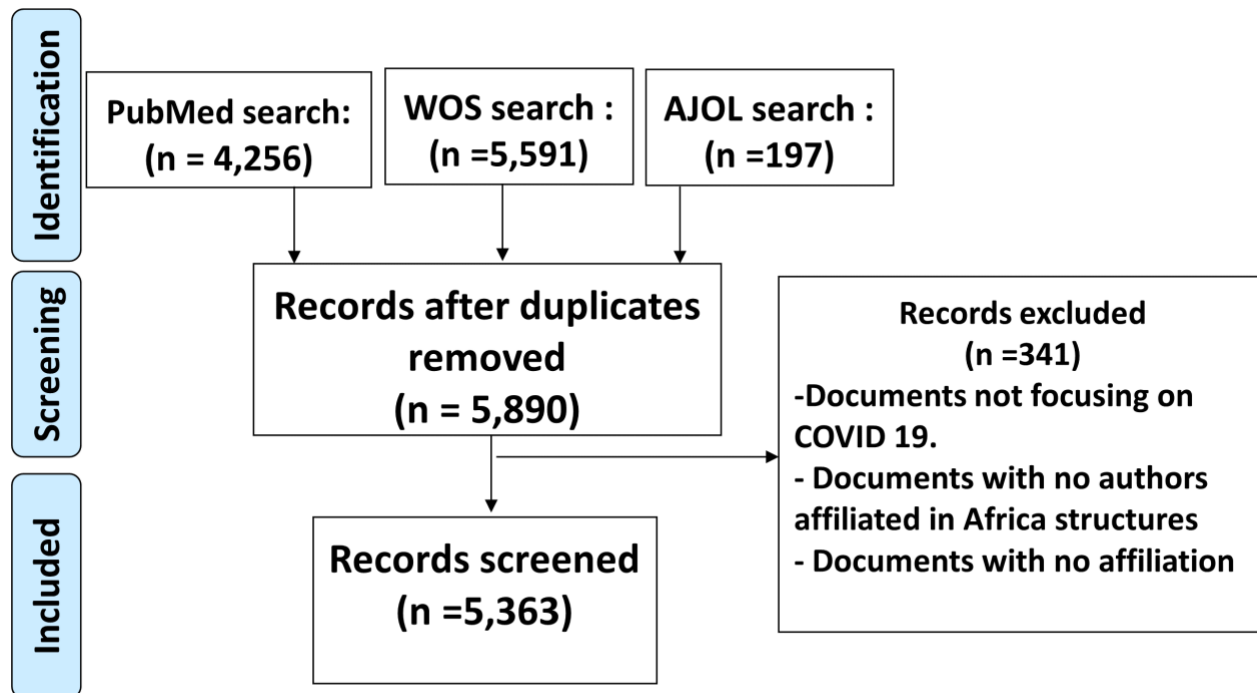 Identification
PubMed search:
(n = 4,256)
WOS search :
(n =5,591)
AJOL search :
(n =197)
Screening
Records after duplicates
removed
(n = 5,890)
Records excluded
(n =341)
-Documents not focusing on
COVID 19.
- Documents with no authors
affiliated in Africa structures
- Documents with no affiliation
Included
Records screened
(n =5,363)